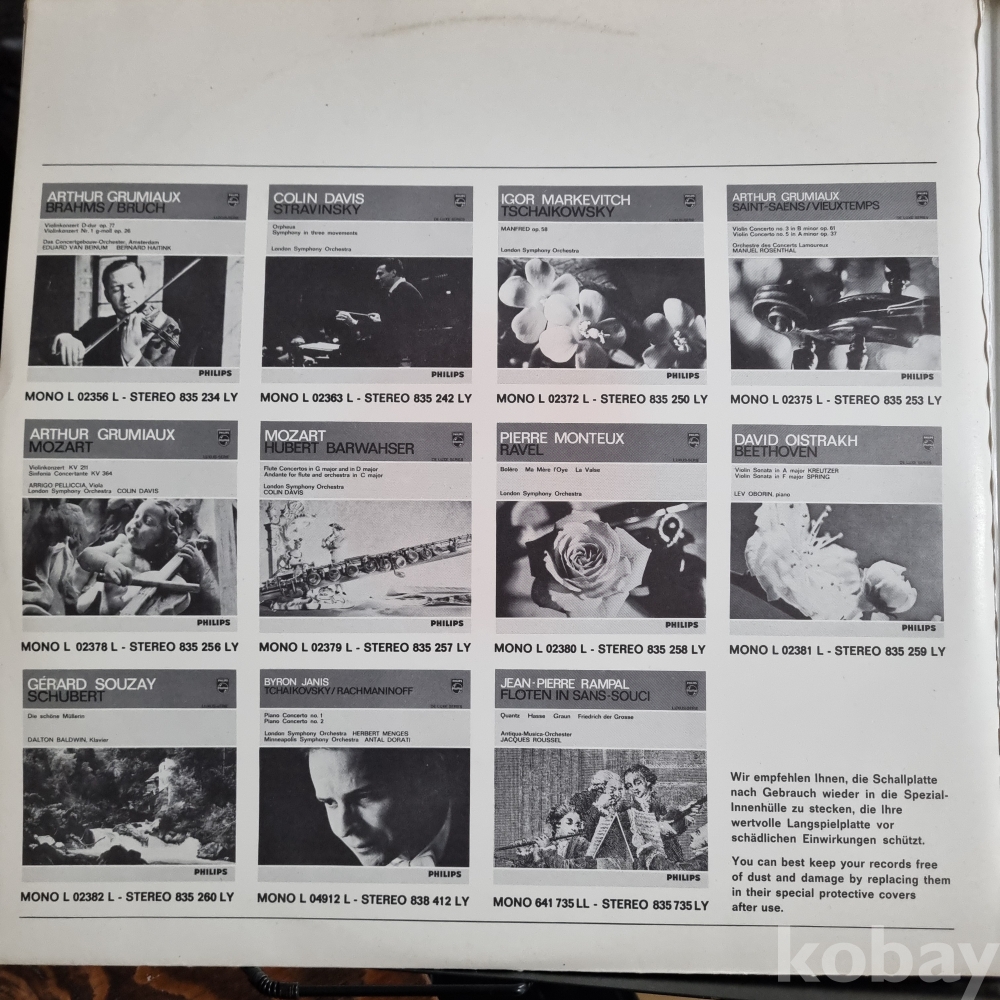 ARTHUR GRUMIAUX
BRAHMS / BRUCH
Violinkonzert D-dur op. 77
Violinkonzert Nr. 1 g-moll op. 26
Das Concertgebouw-Orchester, Amsterdam
EDUARD VAN BEINUM BERNARD HAITINK
PHILIPS
MONO L 02356 L - STEREO 835 234 LY
COLIN DAVIS
STRAVINSKY
DE LUXE SERIES
Orpheus
Symphony in three movements
London Symphony Orchestra
PHILIPS
MONO L 02363 L - STEREO 835 242 LY
IGOR MARKEVITCH
TSCHAIKOWSKY
MANFRED op. 58
London Symphony Orchestra
PHILIPS
MONO L 02372 L - STEREO 835 250 LY
ARTHUR GRUMIAUX
SAINT-SAENS / VIEUXTEMPS
DE LUXE SERIES
Violin Concerto no. 3 in B minor op. 61
Violin Concerto no. 5 in A minor op. 37
Orchestre des Concerts Lamoureux
MANUEL ROSENTHAL
PHILIPS
MONO L 02375 L - STEREO 835 253 LY
ARTHUR GRUMIAUX
MOZART
Violinkonzert KV 211
Sinfonia Concertante KV 364
ARRIGO PELLICCIA, Viola
London Symphony Orchestra COLIN DAVIS
PHILIPS
MONO L 02378 L - STEREO 835 256 LY
MOZART
HUBERT BARWAHSER
DE LUXE SERIES
Flute Concertos in G major and in D major
Andante for flute and orchestra in C major
London Symphony Orchestra
COLIN DAVIS
PHILIPS
MONO L 02379 L - STEREO 835 257 LY
PIERRE MONTEUX
RAVEL
Boléro Ma Mère l'Oye La Valse
London Symphony Orchestra
PHILIPS
MONO L 02380 L - STEREO 835 258 LY
DAVID OISTRAKH
BEETHOVEN
DE LUXE SERIES
Violin Sonata in A major KREUTZER
Violin Sonata in F major SPRING
LEV OBORIN, piano
PHILIPS
MONO L 02381 L - STEREO 835 259 LY
GÉRARD SOUZAY
SCHUBERT
Die schöne Müllerin
DALTON BALDWIN, Klavier
PHILIPS
MONO L 02382 L - STEREO 835 260 LY
BYRON JANIS
TCHAIKOVSKY / RACHMANINOFF
DE LUXE SERIES
Piano Concerto no. 1
Piano Concerto no. 2
London Symphony Orchestra HERBERT MENGES
Minneapolis Symphony Orchestra ANTAL DORATI
PHILIPS
MONO L 04912 L - STEREO 838 412 LY
JEAN-PIERRE RAMPAL
FLÖTEN IN SANS-SOUCI
Quantz Hasse Graun Friedrich der Grosse
Antiqua-Musica-Orchester
JACQUES ROUSSEL
PHILIPS
MONO 641 735 LL - STEREO 835 735 LY
Wir empfehlen Ihnen, die Schallplatte
nach Gebrauch wieder in die Spezial-
Innenhülle zu stecken, die Ihre
wertvolle Langspielplatte vor
schädlichen Einwirkungen schützt.
You can best keep your records free
of dust and damage by replacing them
in their special protective covers
after use.
kobay